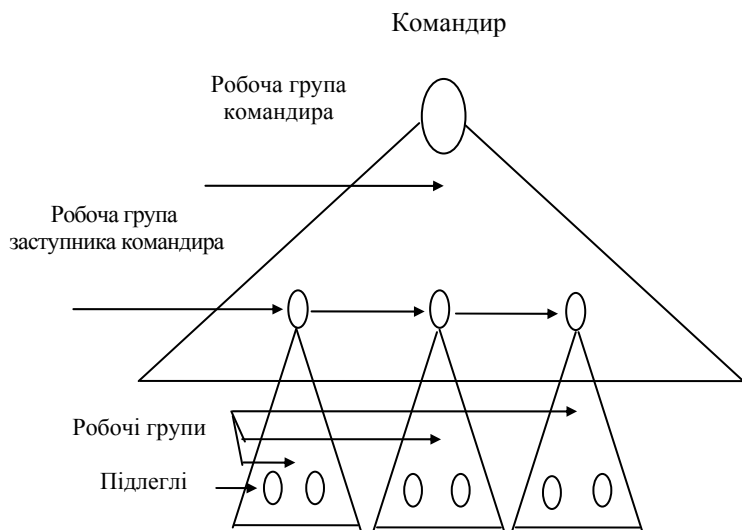 Командир
Робоча група
командира
Робоча група
заступника командира
Робочі групи
Підлеглі